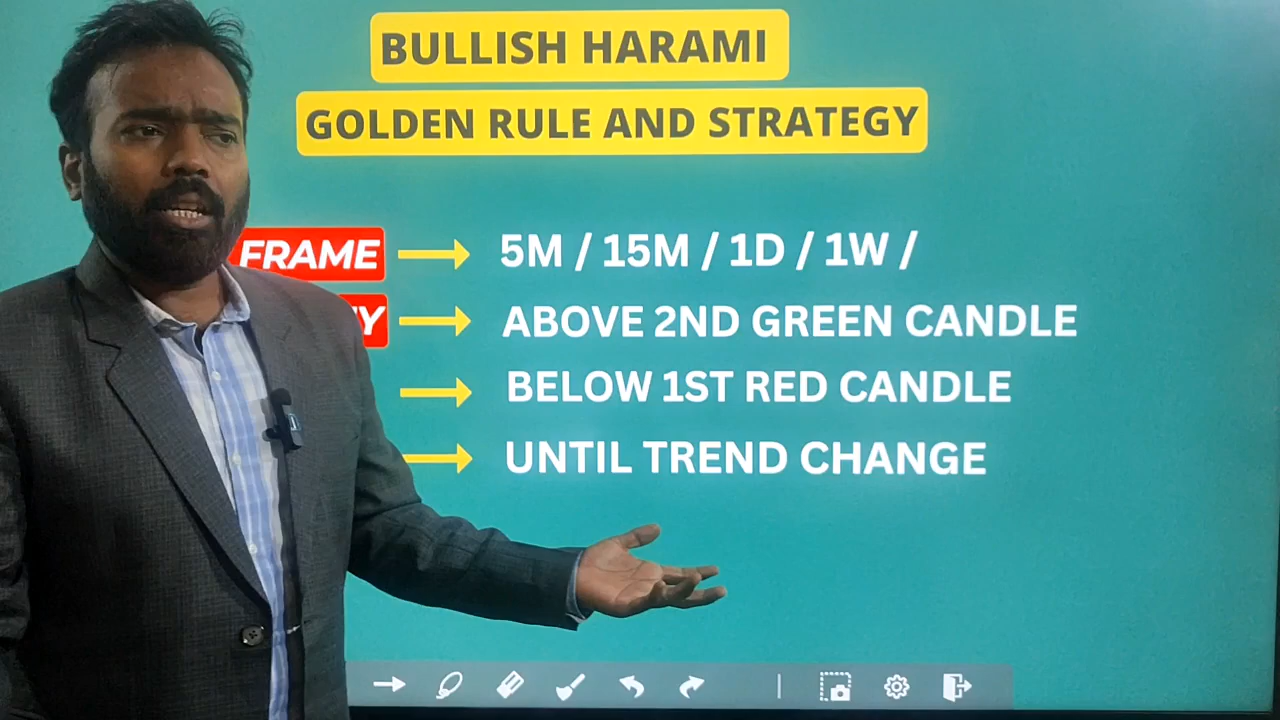 BULLISH HARAMI
GOLDEN RULE AND STRATEGY
FRAME → 5M / 15M / 1D / 1W /
→ ABOVE 2ND GREEN CANDLE
→ BELOW 1ST RED CANDLE
→ UNTIL TREND CHANGE